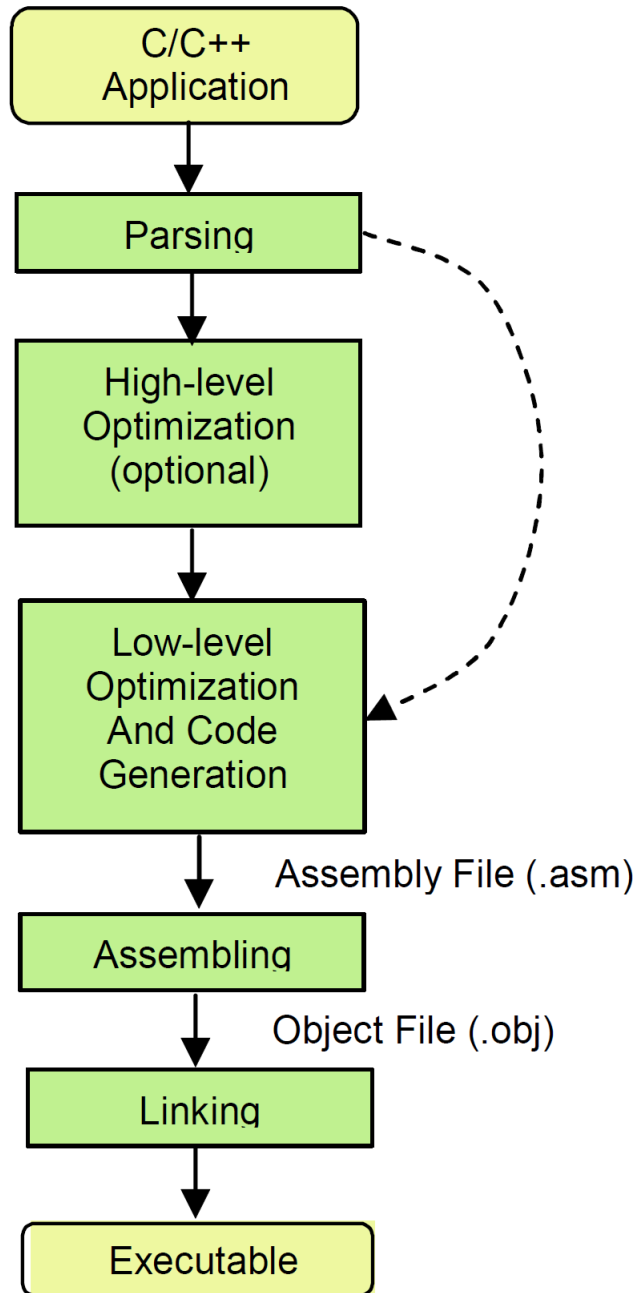 C/C++
Application
Parsing
High-level
Optimization
(optional)
Low-level
Optimization
And Code
Generation
Assembly File (.asm)
Assembling
Object File (.obj)
Linking
Executable